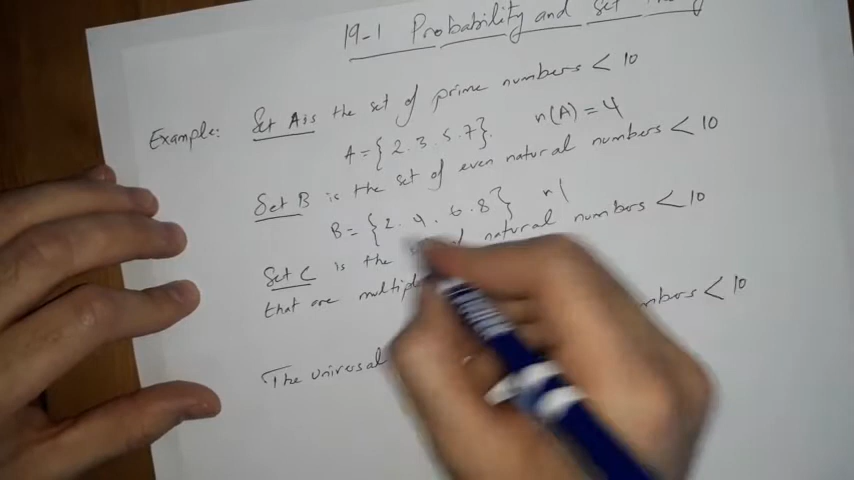 19-1 Probability and set
Example: Set A is the set of prime numbers < 10
A = { 2 . 3 . 5 . 7 } . n(A) = 4
Set B is the set of even natural numbers < 10
B = { 2 . 4 . 6 . 8 } n(
Set C is the natural numbers < 10
that are
< 10
The universal